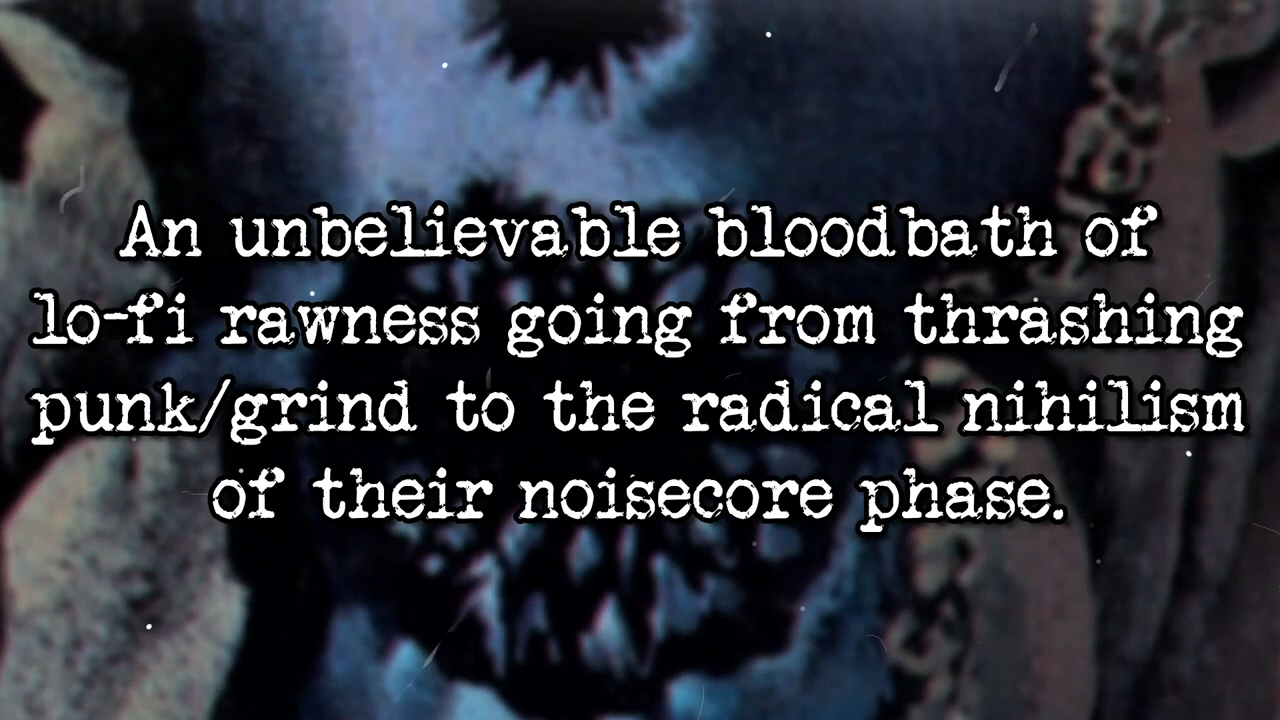 An unbelievable bloodbath of
lo-fi rawness going from thrashing
punk/grind to the radical nihilism
of their noisecore phase.